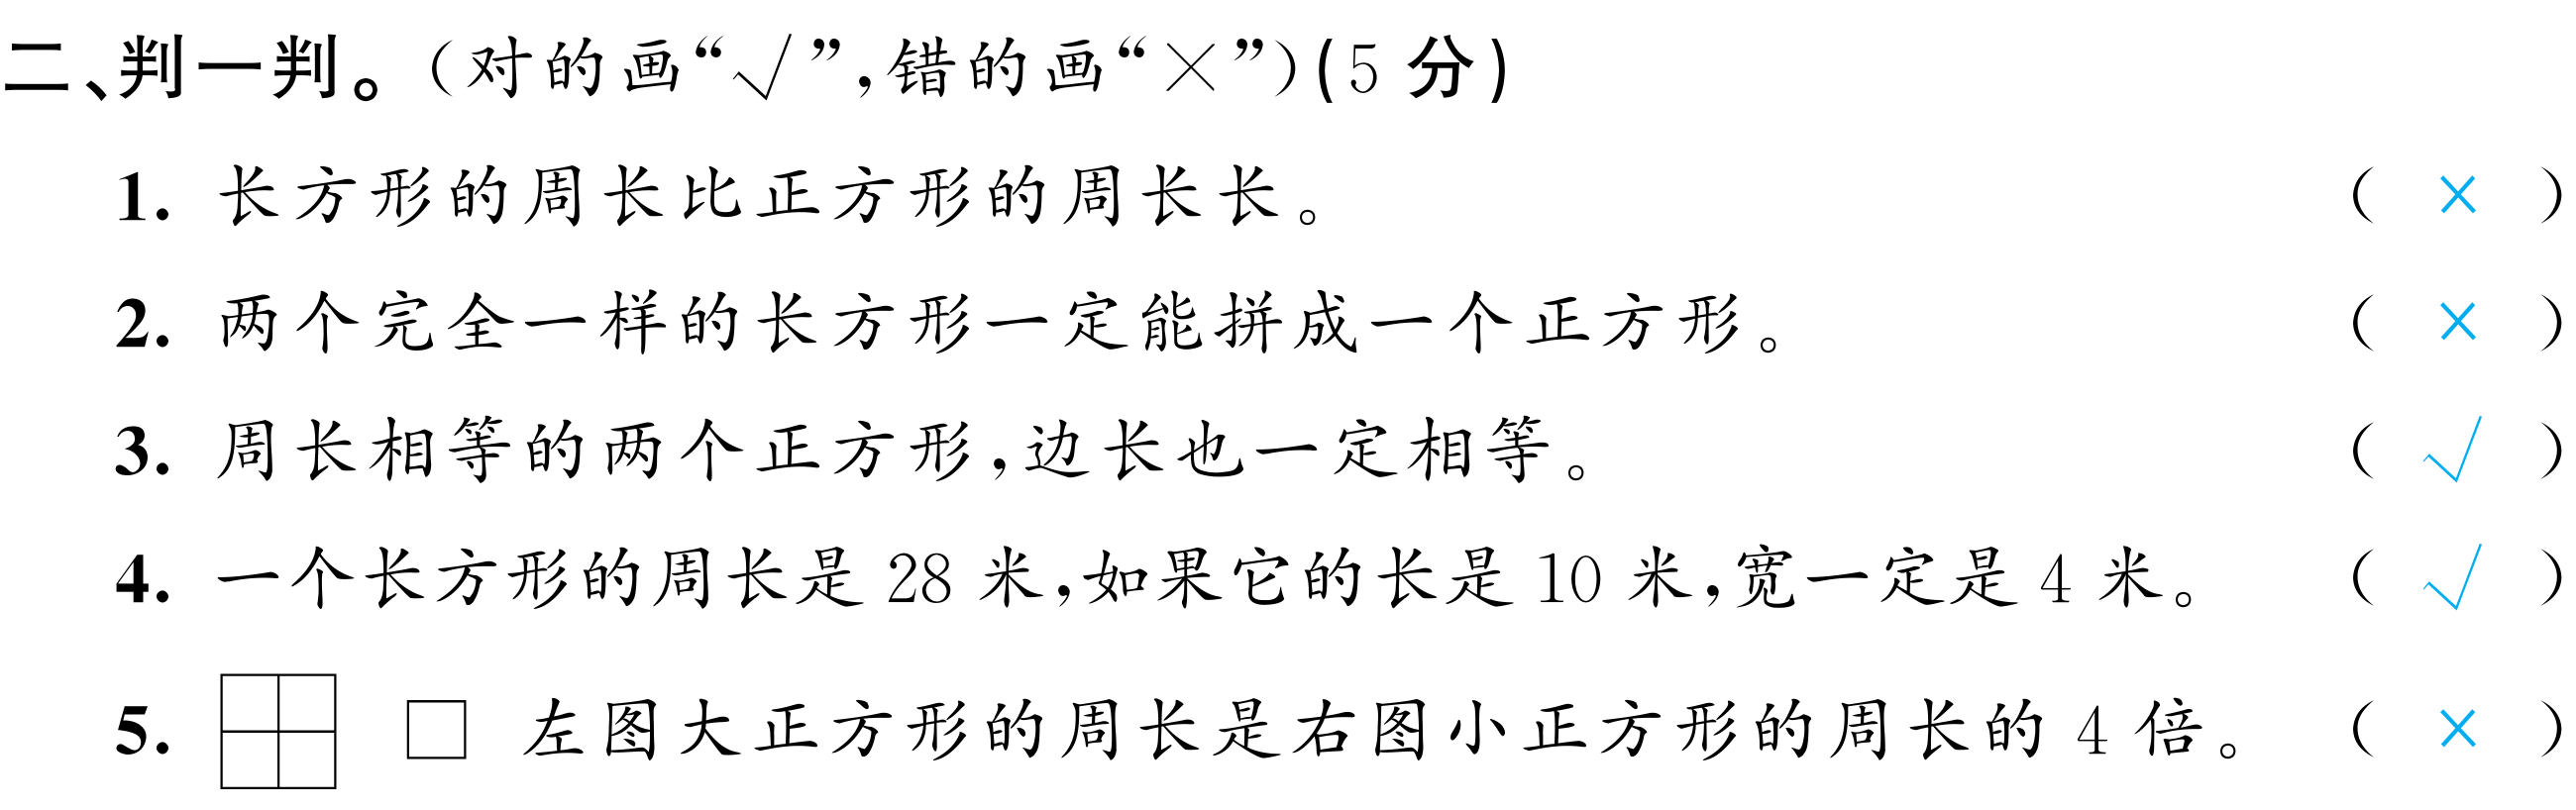 二、判一判。(对的画“√”,错的画“×”)(5 分)
1. 长方形的周长比正方形的周长长。 ( × )
2. 两个完全一样的长方形一定能拼成一个正方形。 ( × )
3. 周长相等的两个正方形,边长也一定相等。 ( √ )
4. 一个长方形的周长是 28 米,如果它的长是 10 米,宽一定是 4 米。 ( √ )
5. 左图大正方形的周长是右图小正方形的周长的 4 倍。 ( × )